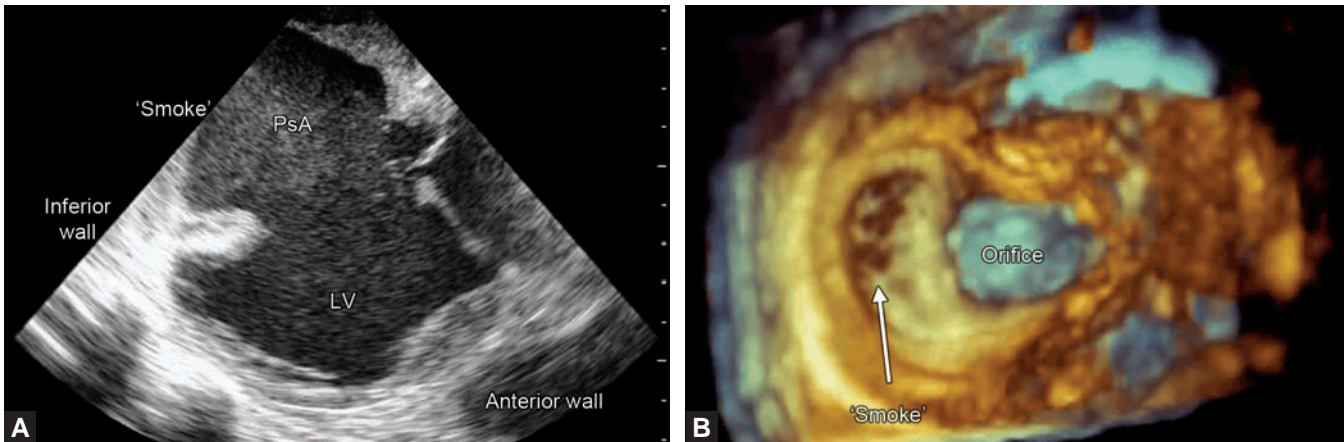 'Smoke'
PsA
Inferior
wall
LV
Anterior wall
A
Orifice
'Smoke'
B